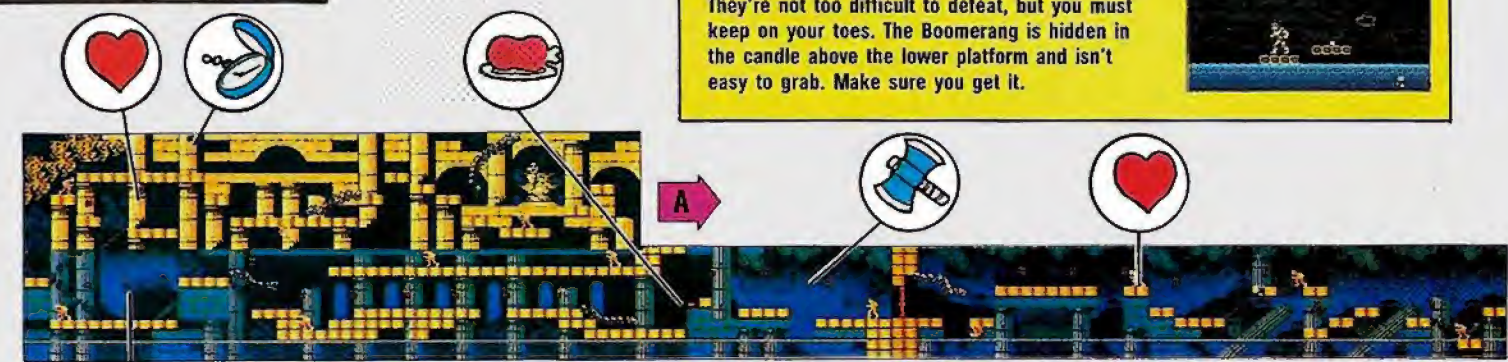 They're not too difficult to defeat, but you must
keep on your toes. The Boomerang is hidden in
the candle above the lower platform and isn't
easy to grab. Make sure you get it.
A